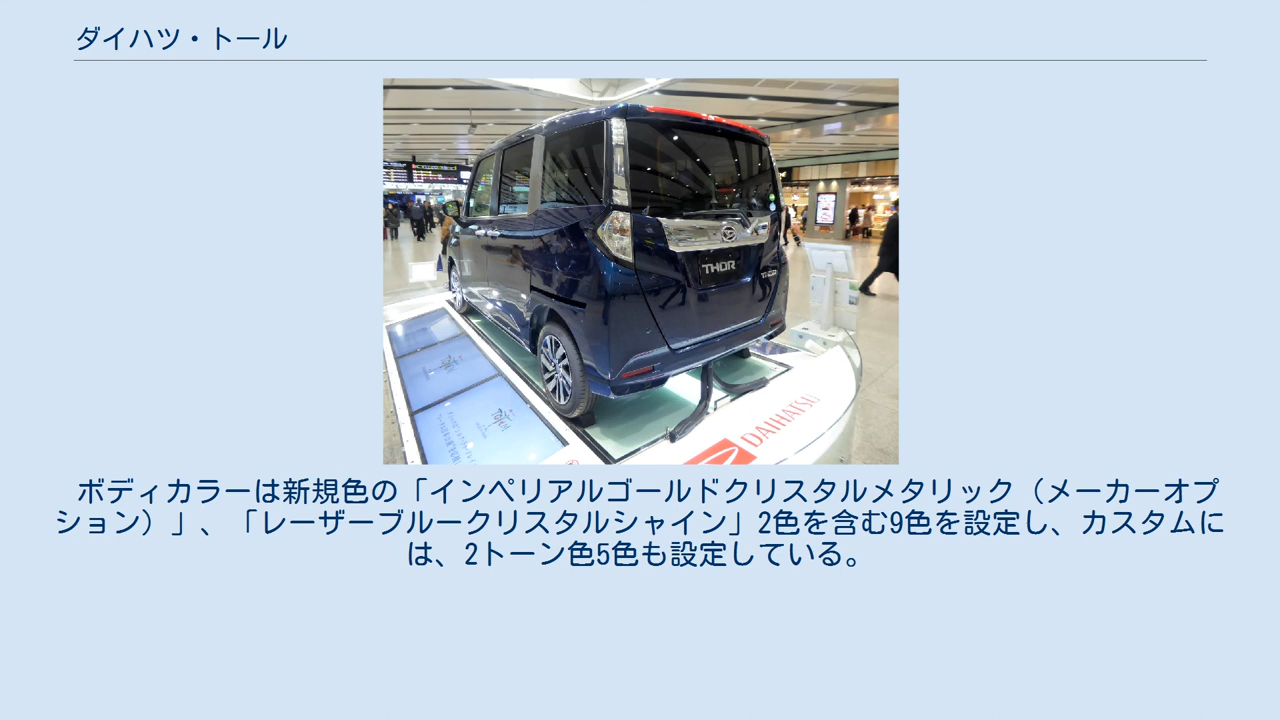 ダイハツ・トール
THOR
THOR
DAIHATSU
ボディカラーは新規色の「インペリアルゴールドクリスタルメタリック（メーカーオプ
ション）」、「レーザーブルークリスタルシャイン」2色を含む9色を設定し、カスタムに
は、2トーン色5色も設定している。